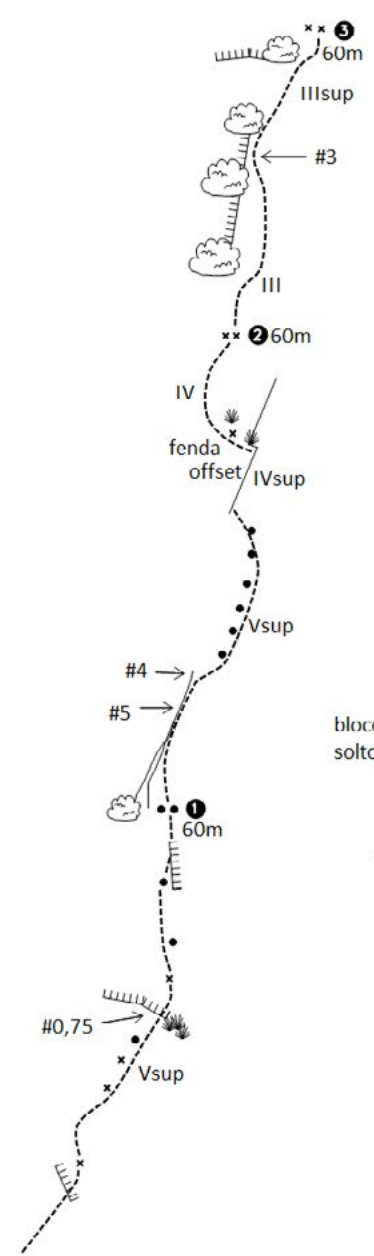 3
60m
IIIsup
#3
III
2 60m
IV
fenda
offset
IVsup
Vsup
#4
#5
1
60m
#0,75
Vsup